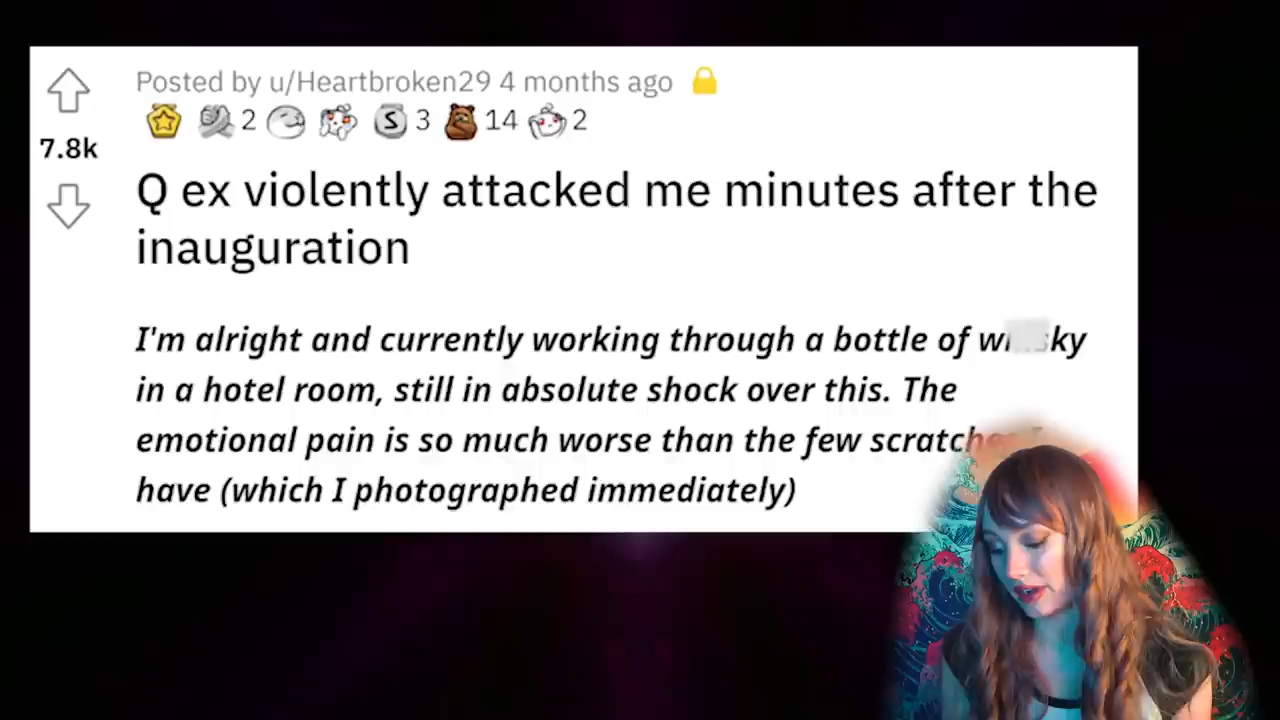 Posted by u/Heartbroken29 4 months ago
2 S 3 14 2
7.8k
Q ex violently attacked me minutes after the
inauguration
I'm alright and currently working through a bottle of
in a hotel room, still in absolute shock over this. The
emotional pain is so much worse than the few
have (which I photographed immediately)